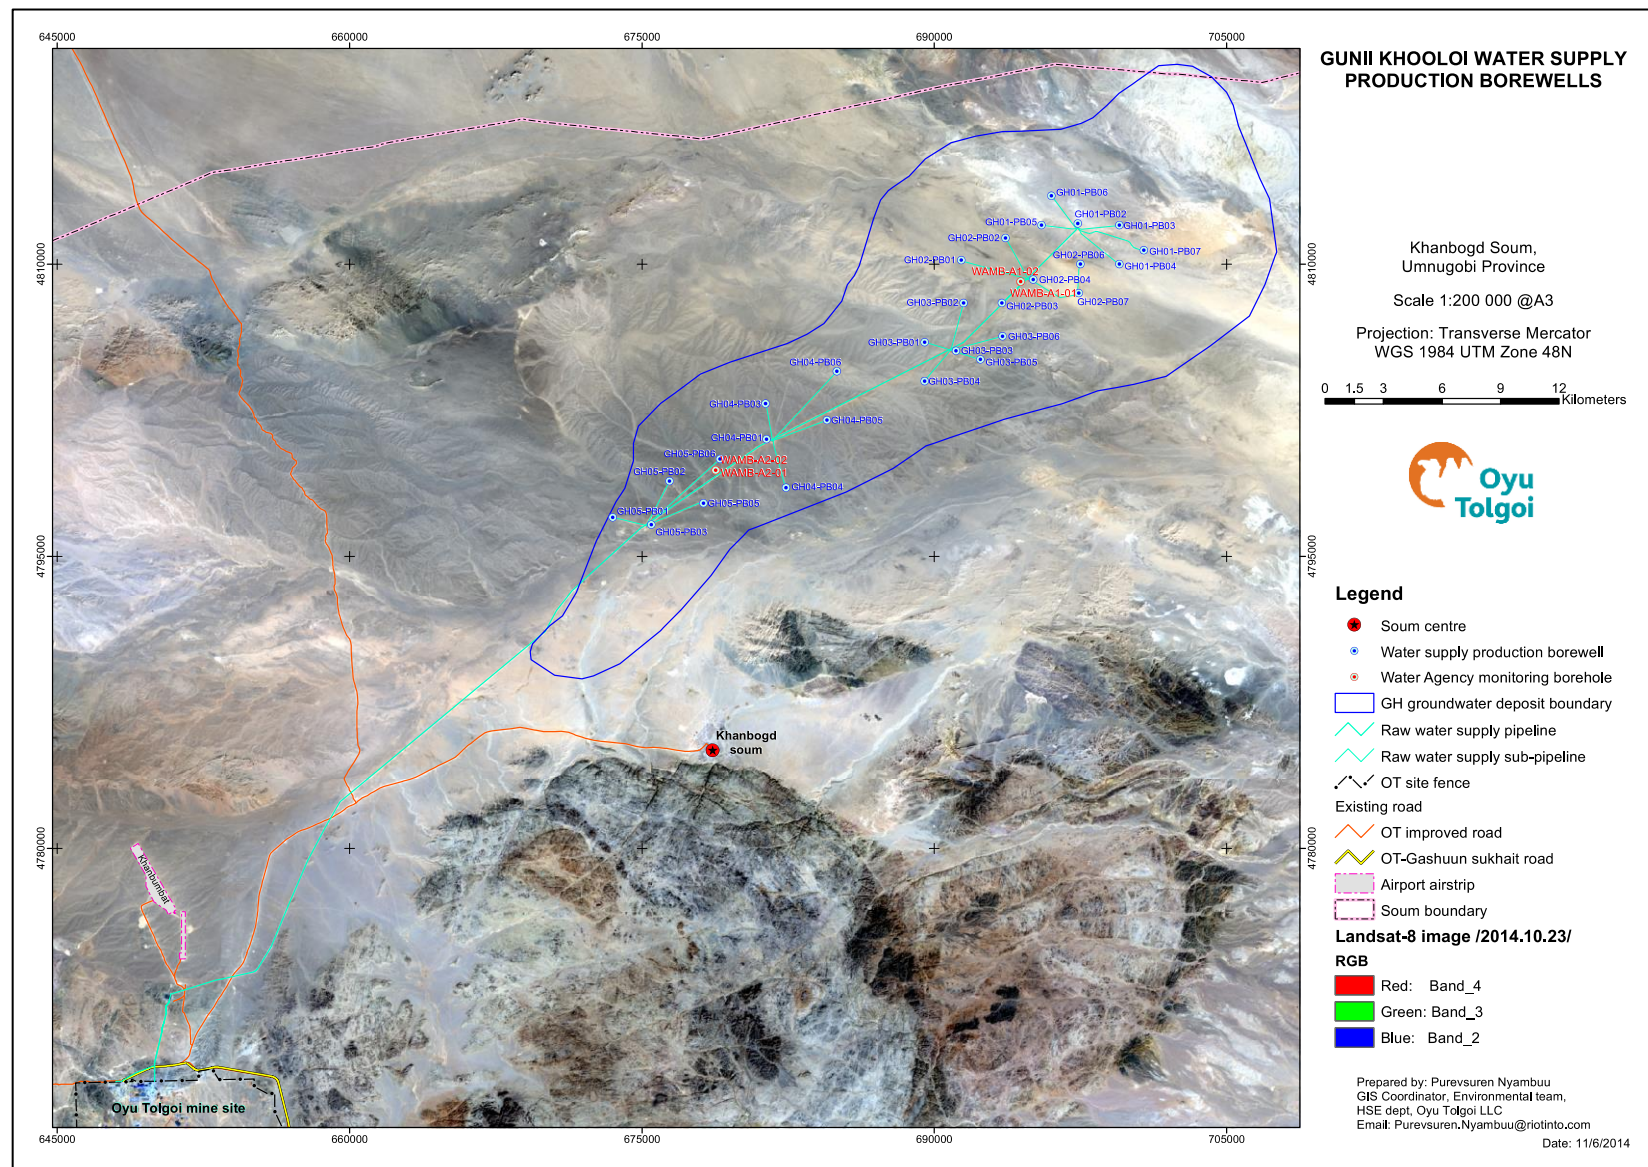 645000
660000
675000
690000
705000
GUNII KHOOLOI WATER SUPPLY
PRODUCTION BOREWELLS
Khanbogd Soum,
Umnugobi Province
Scale 1:200 000 @A3
Projection: Transverse Mercator
WGS 1984 UTM Zone 48N
0 1.5 3 6 9 12
Kilometers
Oyu
Tolgoi
Legend
Soum centre
Water supply production borewell
Water Agency monitoring borehole
GH groundwater deposit boundary
Raw water supply pipeline
Raw water supply sub-pipeline
OT site fence
Existing road
OT improved road
OT-Gashuun sukhait road
Airport airstrip
Soum boundary
Landsat-8 image /2014.10.23/
RGB
Red: Band_4
Green: Band_3
Blue: Band_2
Prepared by: Purevsuren Nyambuu
GIS Coordinator, Environmental team,
HSE dept, Oyu Tolgoi LLC
Email: Purevsuren.Nyambuu@riotinto.com
Date: 11/6/2014
4810000
4810000
4795000
4795000
4780000
4780000
GH01-PB06
GH01-PB02
GH01-PB05
GH01-PB03
GH02-PB02
GH01-PB07
GH02-PB01
GH02-PB06
GH01-PB04
WAMB-A1-02
GH02-PB04
WAMB-A1-01
GH02-PB07
GH03-PB02
GH02-PB03
GH03-PB06
GH03-PB01
GH03-PB03
GH03-PB05
GH04-PB06
GH03-PB04
GH04-PB03
GH04-PB05
GH04-PB01
GH05-PB06
WAMB-A2-02
GH05-PB02
WAMB-A2-01
GH04-PB04
GH05-PB05
GH05-PB01
GH05-PB03
Khanbogd
soum
Khanbumbat
Oyu Tolgoi mine site
645000
660000
675000
690000
705000